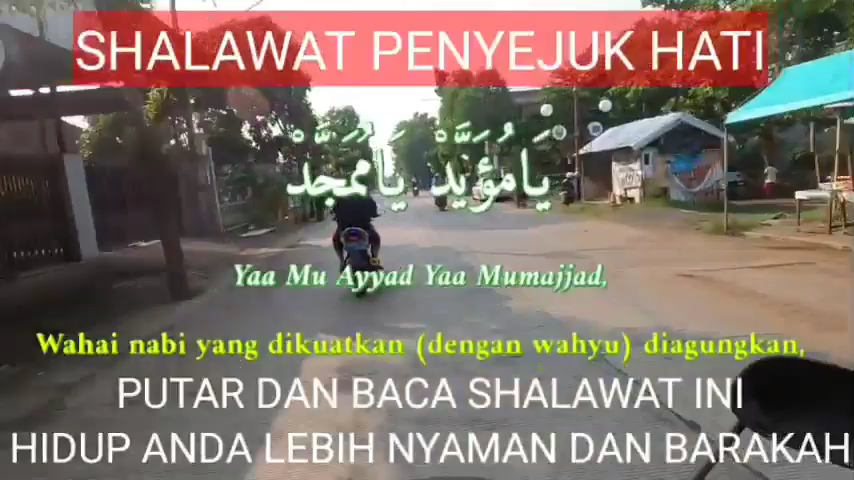 SHALAWAT PENYEJUK HATI
يَامُؤَيَّدْ يَامُمَجَّدْ
Yaa Mu Ayyad Yaa Mumajjad,
Wahai nabi yang dikuatkan (dengan wahyu) diagungkan,
PUTAR DAN BACA SHALAWAT INI
HIDUP ANDA LEBIH NYAMAN DAN BARAKAH